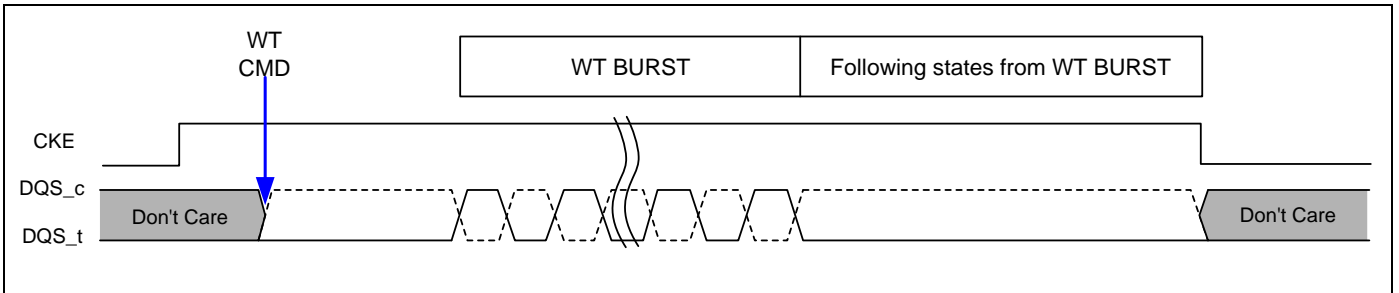 WT
CMD
WT BURST
Following states from WT BURST
CKE
DQS_c
Don't Care
Don't Care
DQS_t